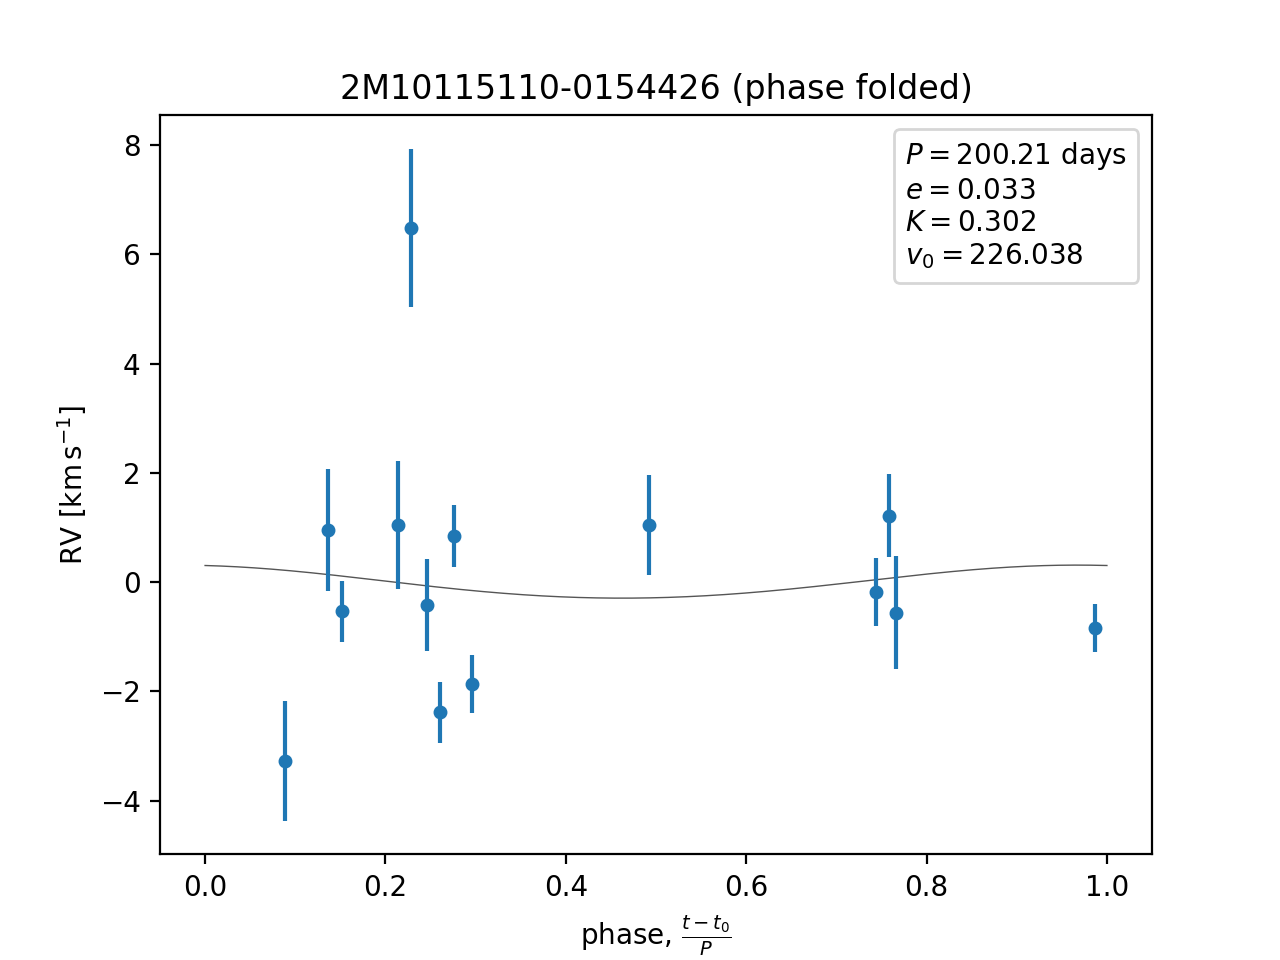 2M10115110-0154426 (phase folded)
P = 200.21 days
e = 0.033
K = 0.302
v₀ = 226.038
8
6
4
2
0
−2
−4
RV [km s⁻¹]
0.0 0.2 0.4 0.6 0.8 1.0
phase, (t − t₀)/P